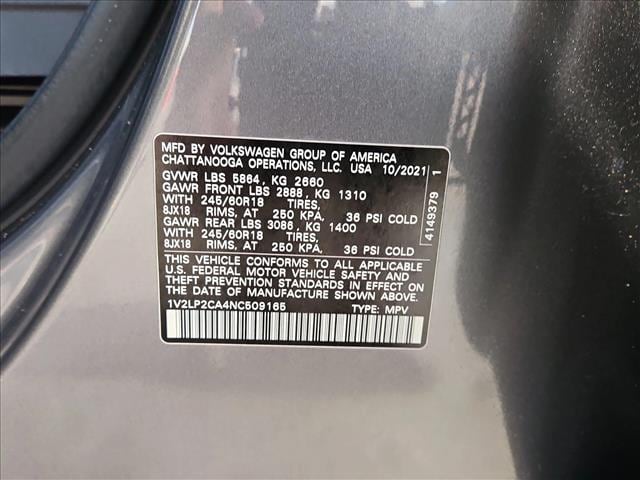 MFD BY VOLKSWAGEN GROUP OF AMERICA
CHATTANOOGA OPERATIONS, LLC. USA 10/2021
GVWR LBS 5864, KG 2660
GAWR FRONT LBS 2888, KG 1310
WITH 245/60R18 TIRES,
8JX18 RIMS, AT 250 KPA, 36 PSI COLD
GAWR REAR LBS 3086, KG 1400
WITH 245/60R18 TIRES,
8JX18 RIMS, AT 250 KPA, 36 PSI COLD
THIS VEHICLE CONFORMS TO ALL APPLICABLE
U.S. FEDERAL MOTOR VEHICLE SAFETY AND
THEFT PREVENTION STANDARDS IN EFFECT ON
THE DATE OF MANUFACTURE SHOWN ABOVE.
1V2LP2CA4NC509165 TYPE: MPV
4149379 1